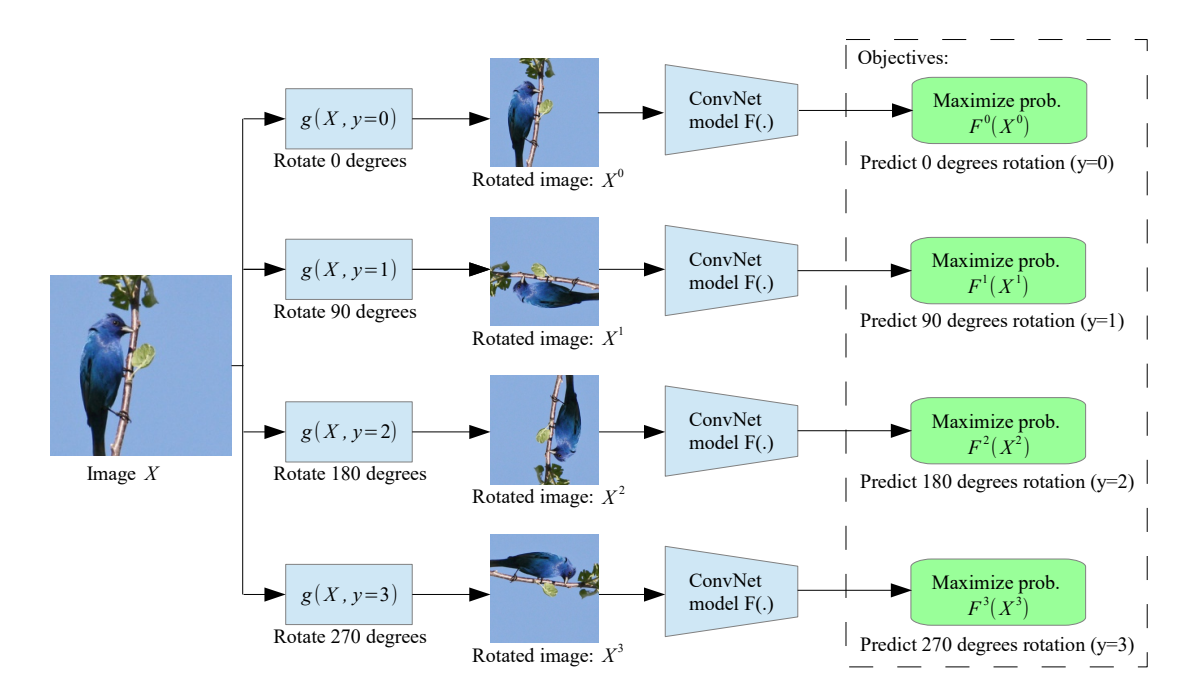 Objectives:
g(X, y=0)
Rotate 0 degrees
Rotated image: X^0
ConvNet
model F(.)
Maximize prob.
F^0(X^0)
Predict 0 degrees rotation (y=0)
g(X, y=1)
Rotate 90 degrees
Rotated image: X^1
ConvNet
model F(.)
Maximize prob.
F^1(X^1)
Predict 90 degrees rotation (y=1)
Image X
g(X, y=2)
Rotate 180 degrees
Rotated image: X^2
ConvNet
model F(.)
Maximize prob.
F^2(X^2)
Predict 180 degrees rotation (y=2)
g(X, y=3)
Rotate 270 degrees
Rotated image: X^3
ConvNet
model F(.)
Maximize prob.
F^3(X^3)
Predict 270 degrees rotation (y=3)